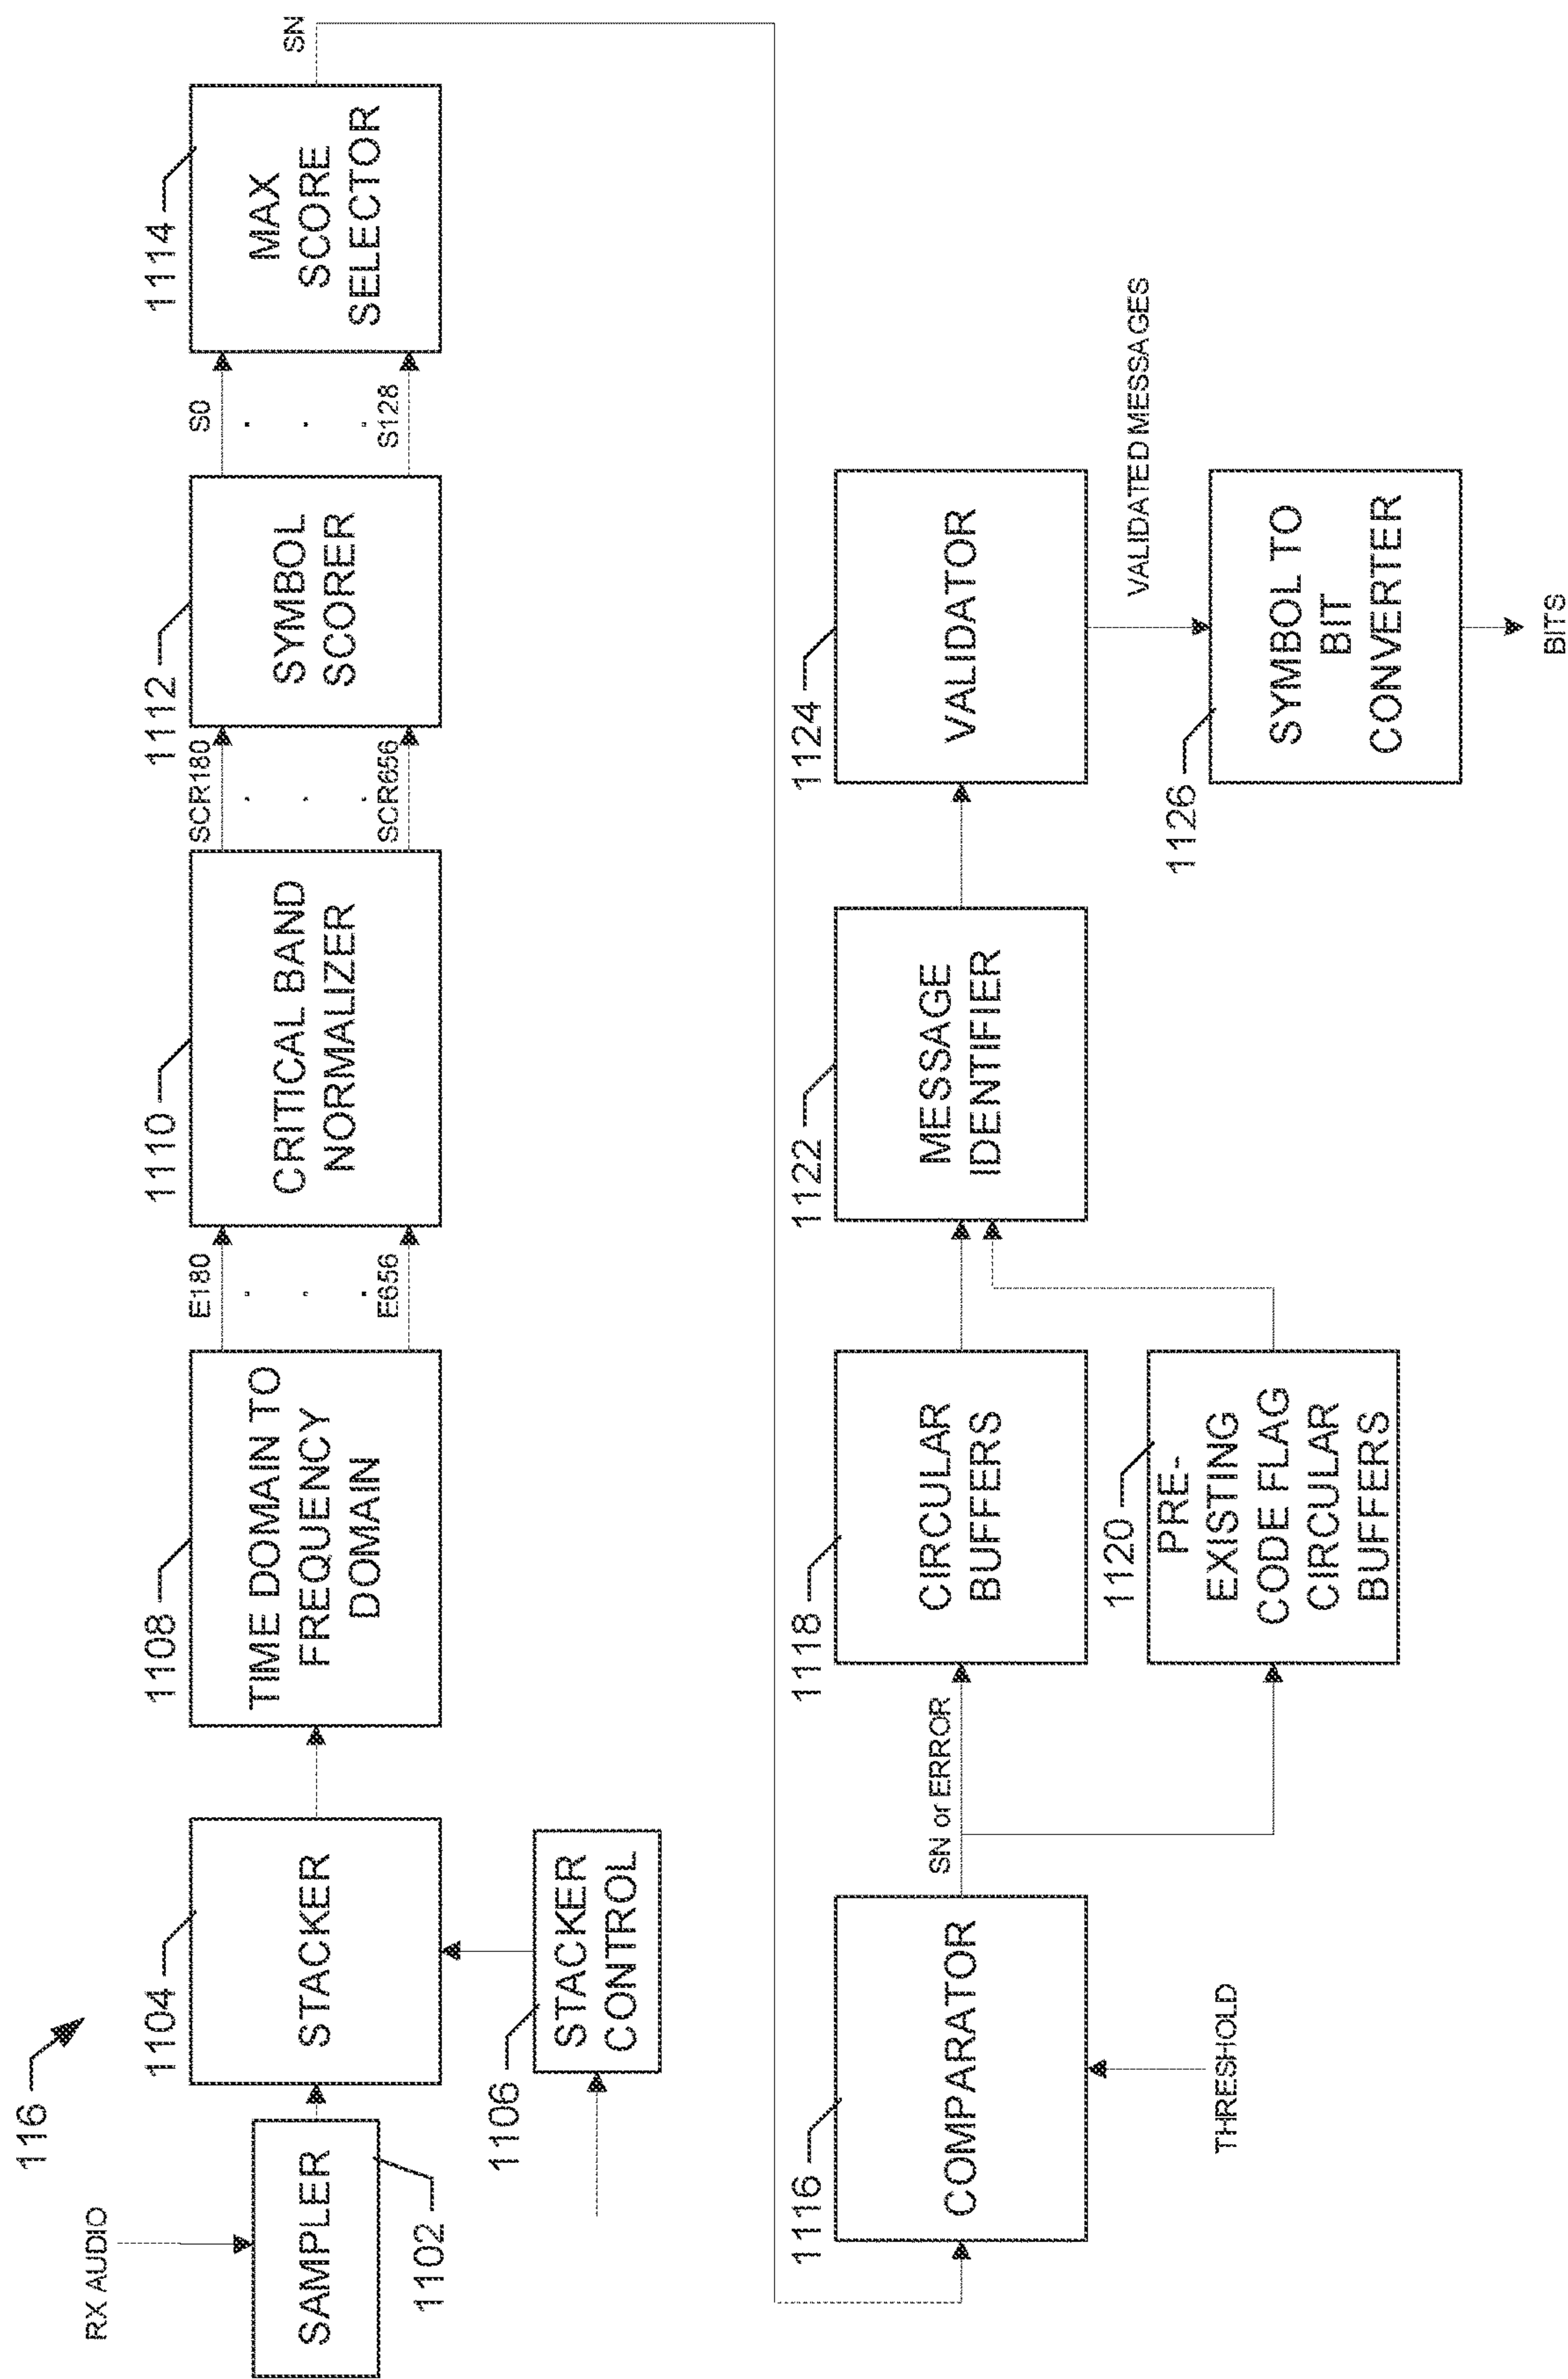 116
RX AUDIO
SAMPLER
1102
1104
STACKER
1106
STACKER
CONTROL
1108
TIME DOMAIN TO
FREQUENCY
DOMAIN
E180
E656
1110
CRITICAL BAND
NORMALIZER
SCR180
SCR656
1112
SYMBOL
SCORER
S0
S128
1114
MAX
SCORE
SELECTOR
SN
1116
COMPARATOR
THRESHOLD
SN or ERROR
1118
CIRCULAR
BUFFERS
1120
PRE-
EXISTING
CODE FLAG
CIRCULAR
BUFFERS
1122
MESSAGE
IDENTIFIER
1124
VALIDATOR
VALIDATED MESSAGES
1126
SYMBOL TO
BIT
CONVERTER
BITS